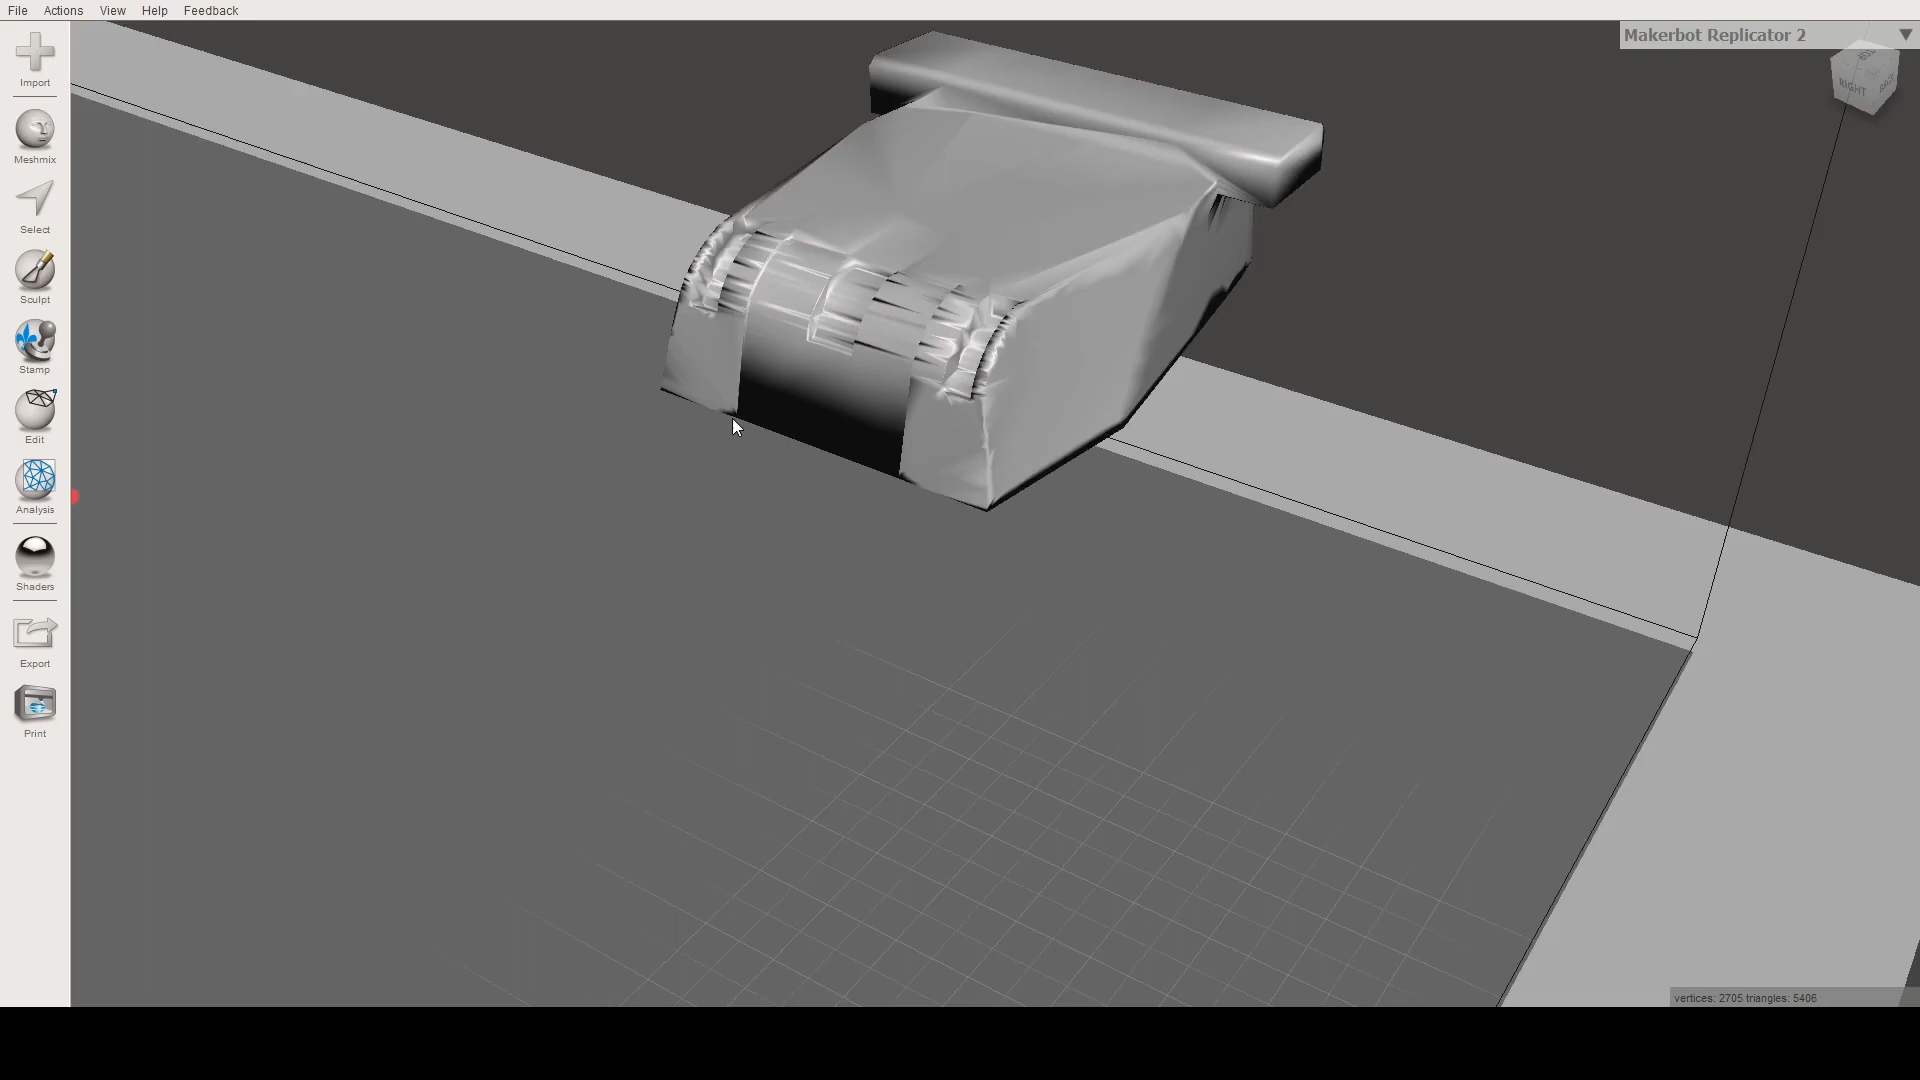 File Actions View Help Feedback
Makerbot Replicator 2
Import
RIGHT
Meshmix
Select
Sculpt
Stamp
Edit
Analysis
Shaders
Export
Print
vertices: 2705 triangles: 5406